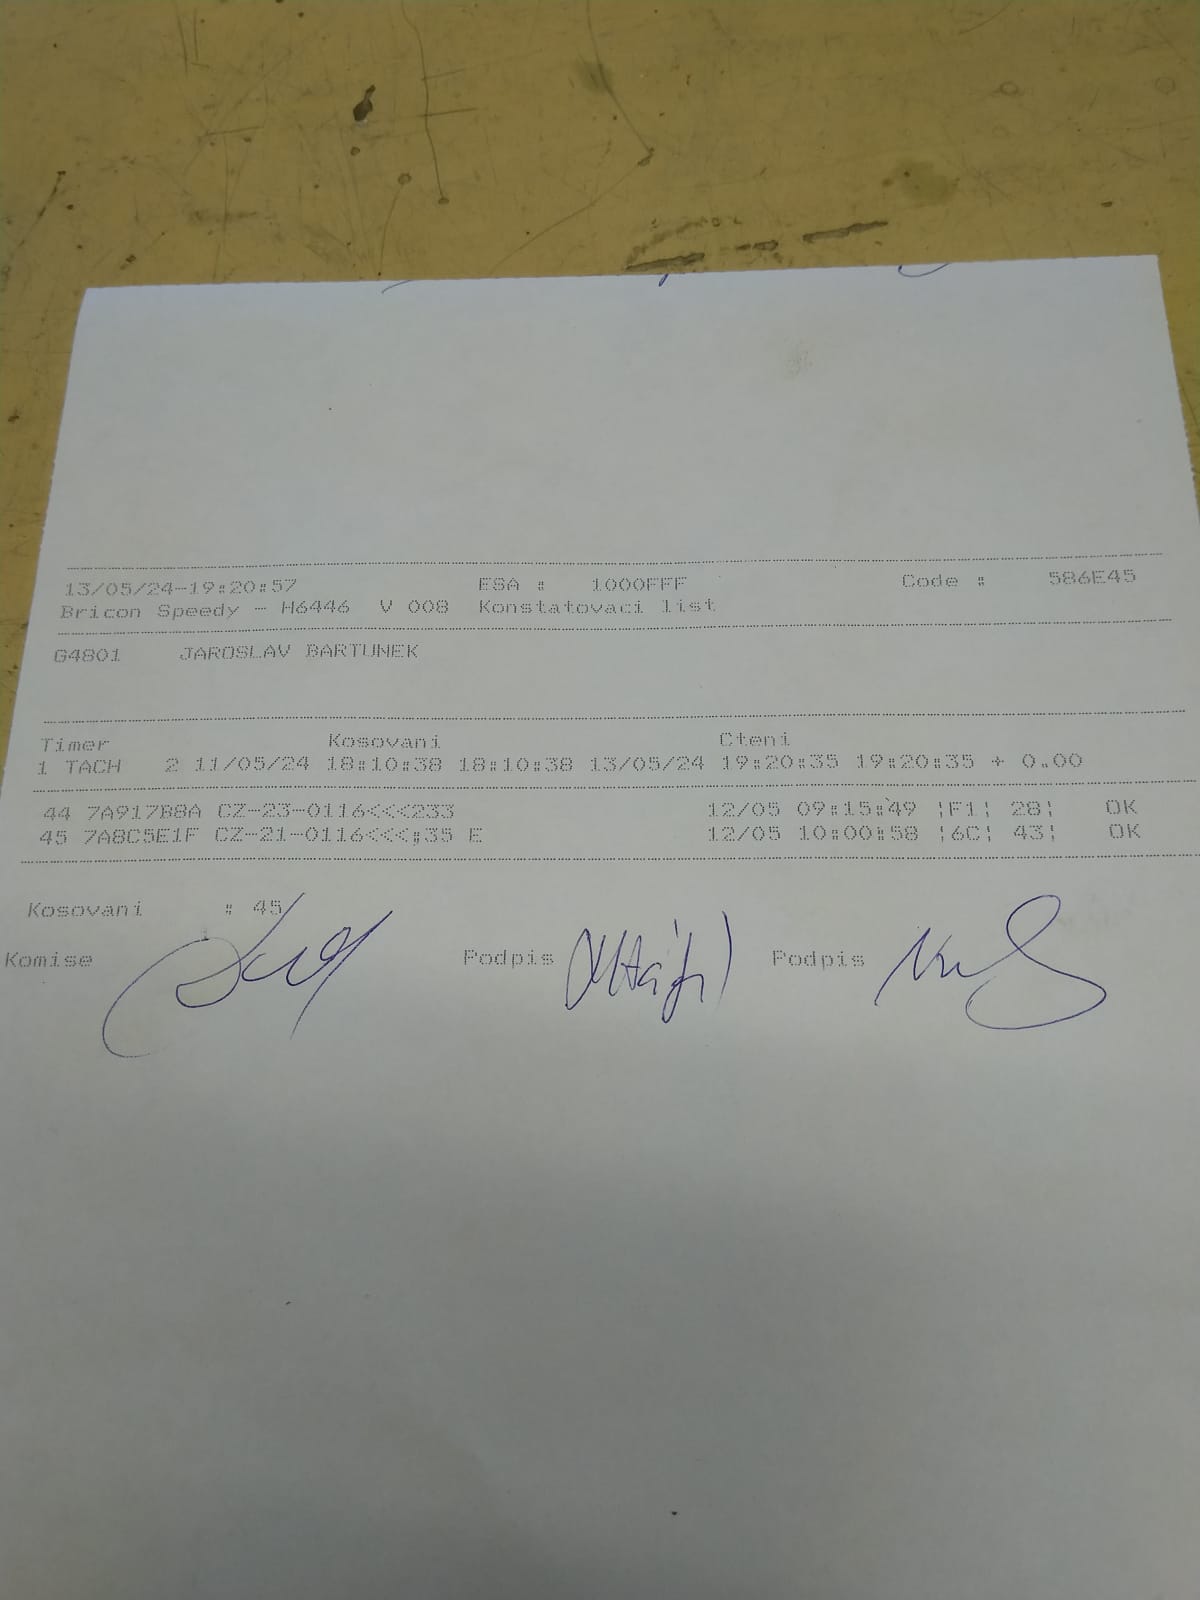 13/05/24-19:20:57 ESA : 1000FFF Code : 586E45
Bricon Speedy - H6446 V 008 Konstatovaci list
G4801 JAROSLAV BARTUNEK
Timer Kosovani Cteni
1 TACH 2 11/05/24 18:10:38 18:10:38 13/05/24 19:20:35 19:20:35 + 0.00
44 7A917B8A CZ-23-0116<<<233 12/05 09:15:49 ¦F1¦ 28¦ OK
45 7A8C5E1F CZ-21-0116<<<:35 E 12/05 10:00:58 ¦6C¦ 43¦ OK
Kosovani : 45
Komise Podpis Podpis